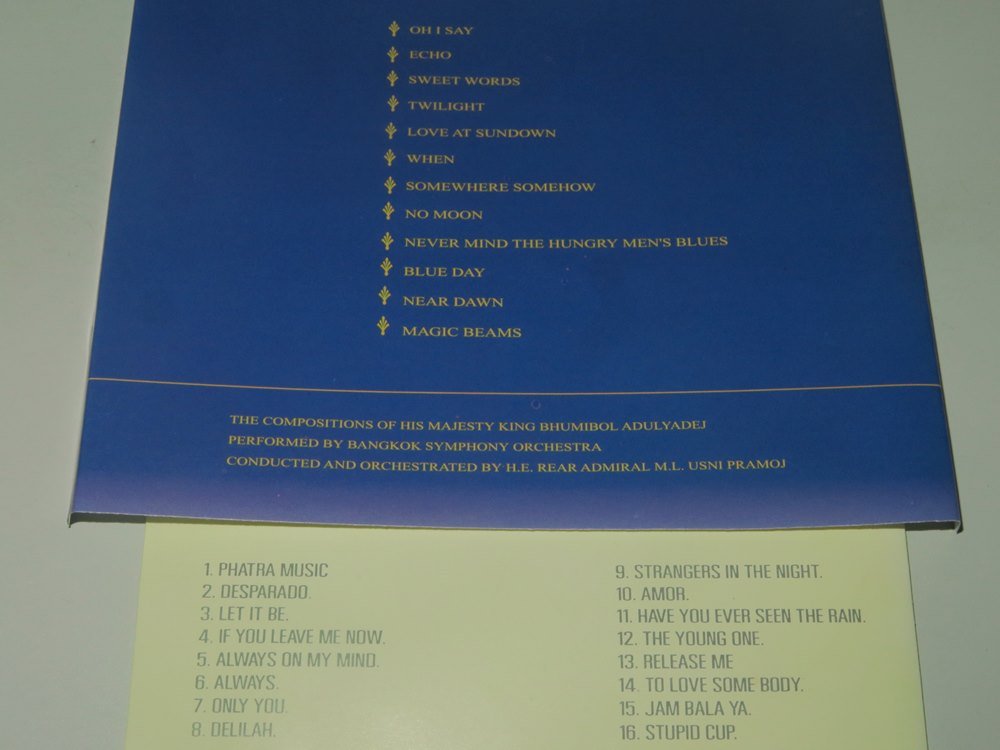 OH I SAY
ECHO
SWEET WORDS
TWILIGHT
LOVE AT SUNDOWN
WHEN
SOMEWHERE SOMEHOW
NO MOON
NEVER MIND THE HUNGRY MEN'S BLUES
BLUE DAY
NEAR DAWN
MAGIC BEAMS
THE COMPOSITIONS OF HIS MAJESTY KING BHUMIBOL ADULYADEJ
PERFORMED BY BANGKOK SYMPHONY ORCHESTRA
CONDUCTED AND ORCHESTRATED BY H.E. REAR ADMIRAL M.L. USNI PRAMOJ
1. PHATRA MUSIC
2. DESPARADO.
3. LET IT BE.
4. IF YOU LEAVE ME NOW.
5. ALWAYS ON MY MIND.
6. ALWAYS.
7. ONLY YOU.
8. DELILAH.
9. STRANGERS IN THE NIGHT.
10. AMOR.
11. HAVE YOU EVER SEEN THE RAIN.
12. THE YOUNG ONE.
13. RELEASE ME
14. TO LOVE SOME BODY.
15. JAM BALA YA.
16. STUPID CUP.